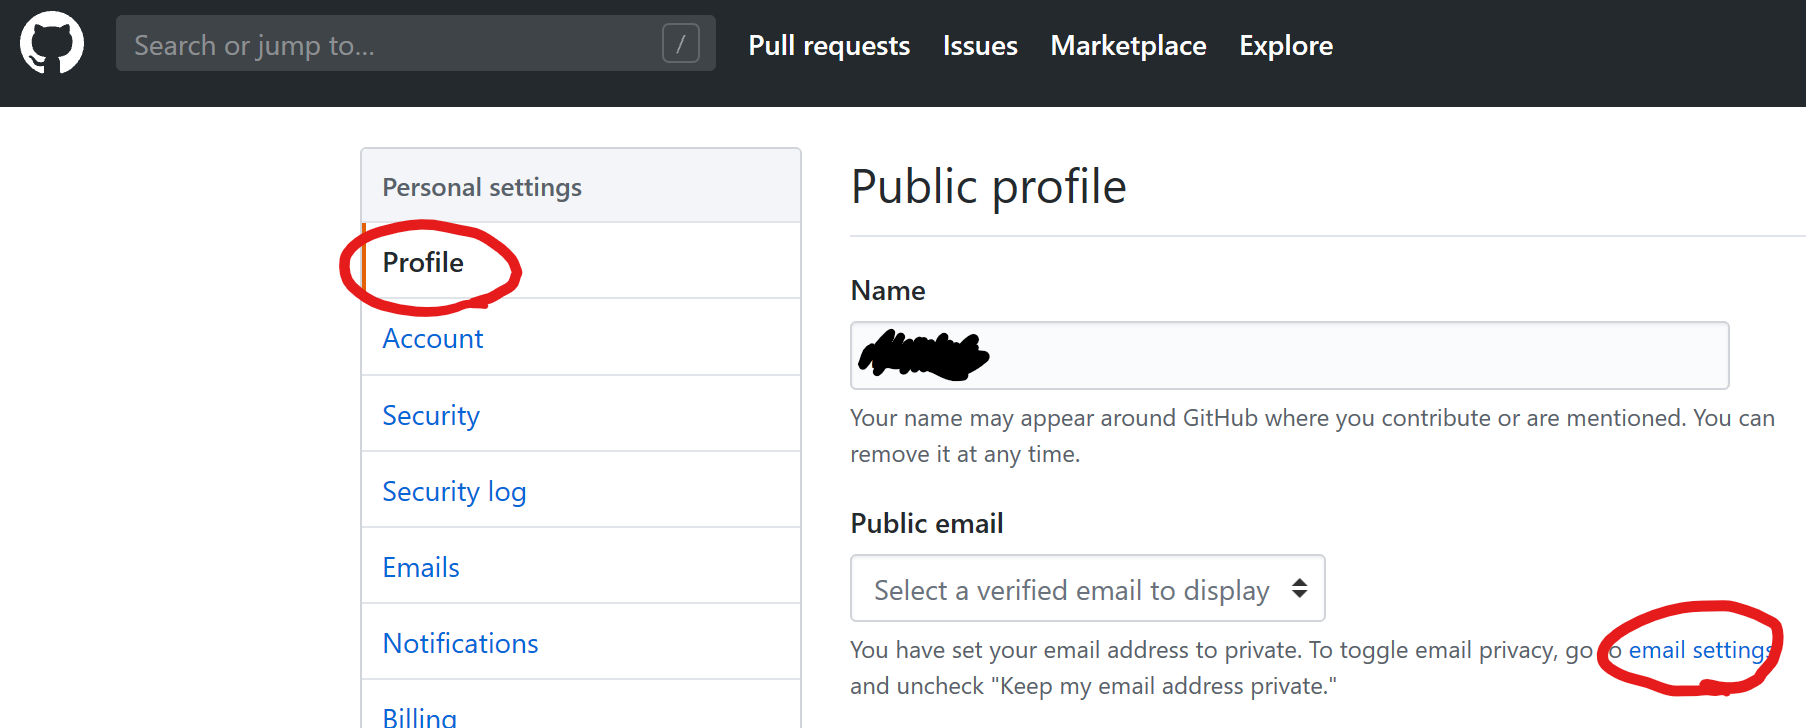 Search or jump to... /
Pull requests Issues Marketplace Explore
Personal settings
Profile
Account
Security
Security log
Emails
Notifications
Billing
Public profile
Name
Your name may appear around GitHub where you contribute or are mentioned. You can
remove it at any time.
Public email
Select a verified email to display
You have set your email address to private. To toggle email privacy, go to email settings
and uncheck "Keep my email address private."